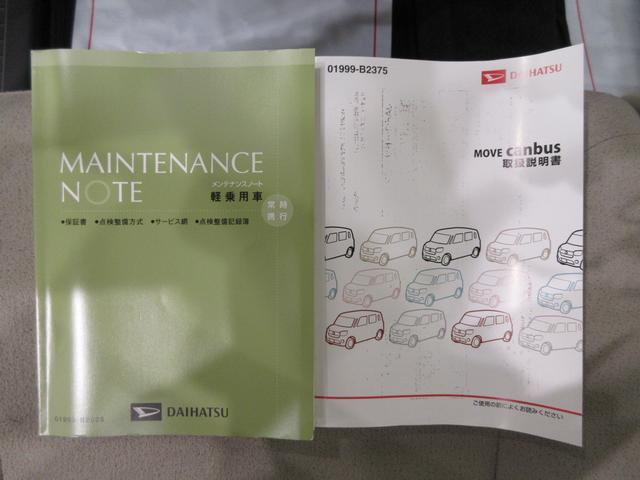 MAINTENANCE
NOTE
メンテナンスノート
軽乗用車
常時
携行
●保証書 ●点検整備方式 ●サービス網 ●点検整備記録簿
DAIHATSU
01999-B2375
DAIHATSU
MOVE canbus
取扱説明書
ご使用の前によくお読みください